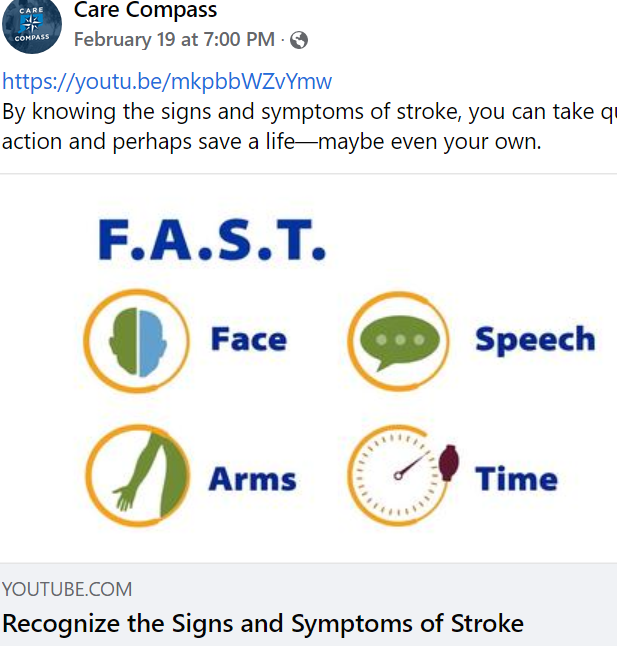 CARE
COMPASS
Care Compass
February 19 at 7:00 PM ·
https://youtu.be/mkpbbWZvYmw
By knowing the signs and symptoms of stroke, you can take qu
action and perhaps save a life—maybe even your own.
F.A.S.T.
Face
Speech
Arms
Time
YOUTUBE.COM
Recognize the Signs and Symptoms of Stroke